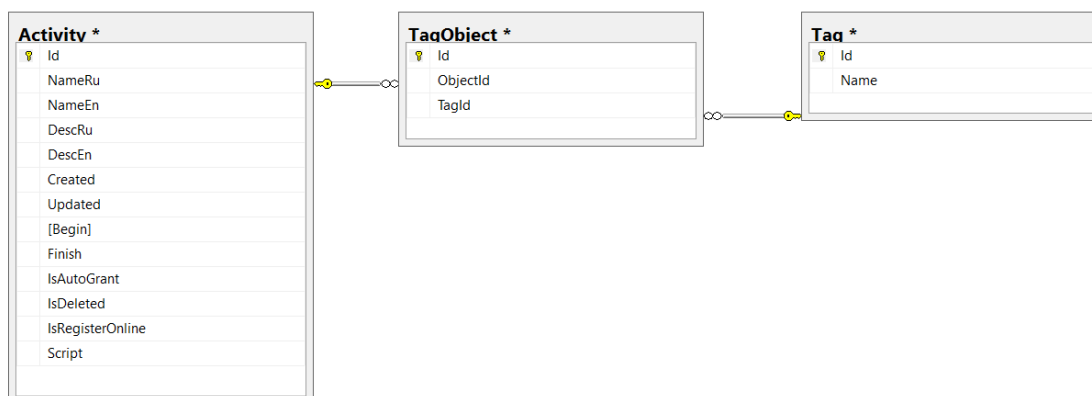 Activity *
Id
NameRu
NameEn
DescRu
DescEn
Created
Updated
[Begin]
Finish
IsAutoGrant
IsDeleted
IsRegisterOnline
Script
TagObject *
Id
ObjectId
TagId
Tag *
Id
Name